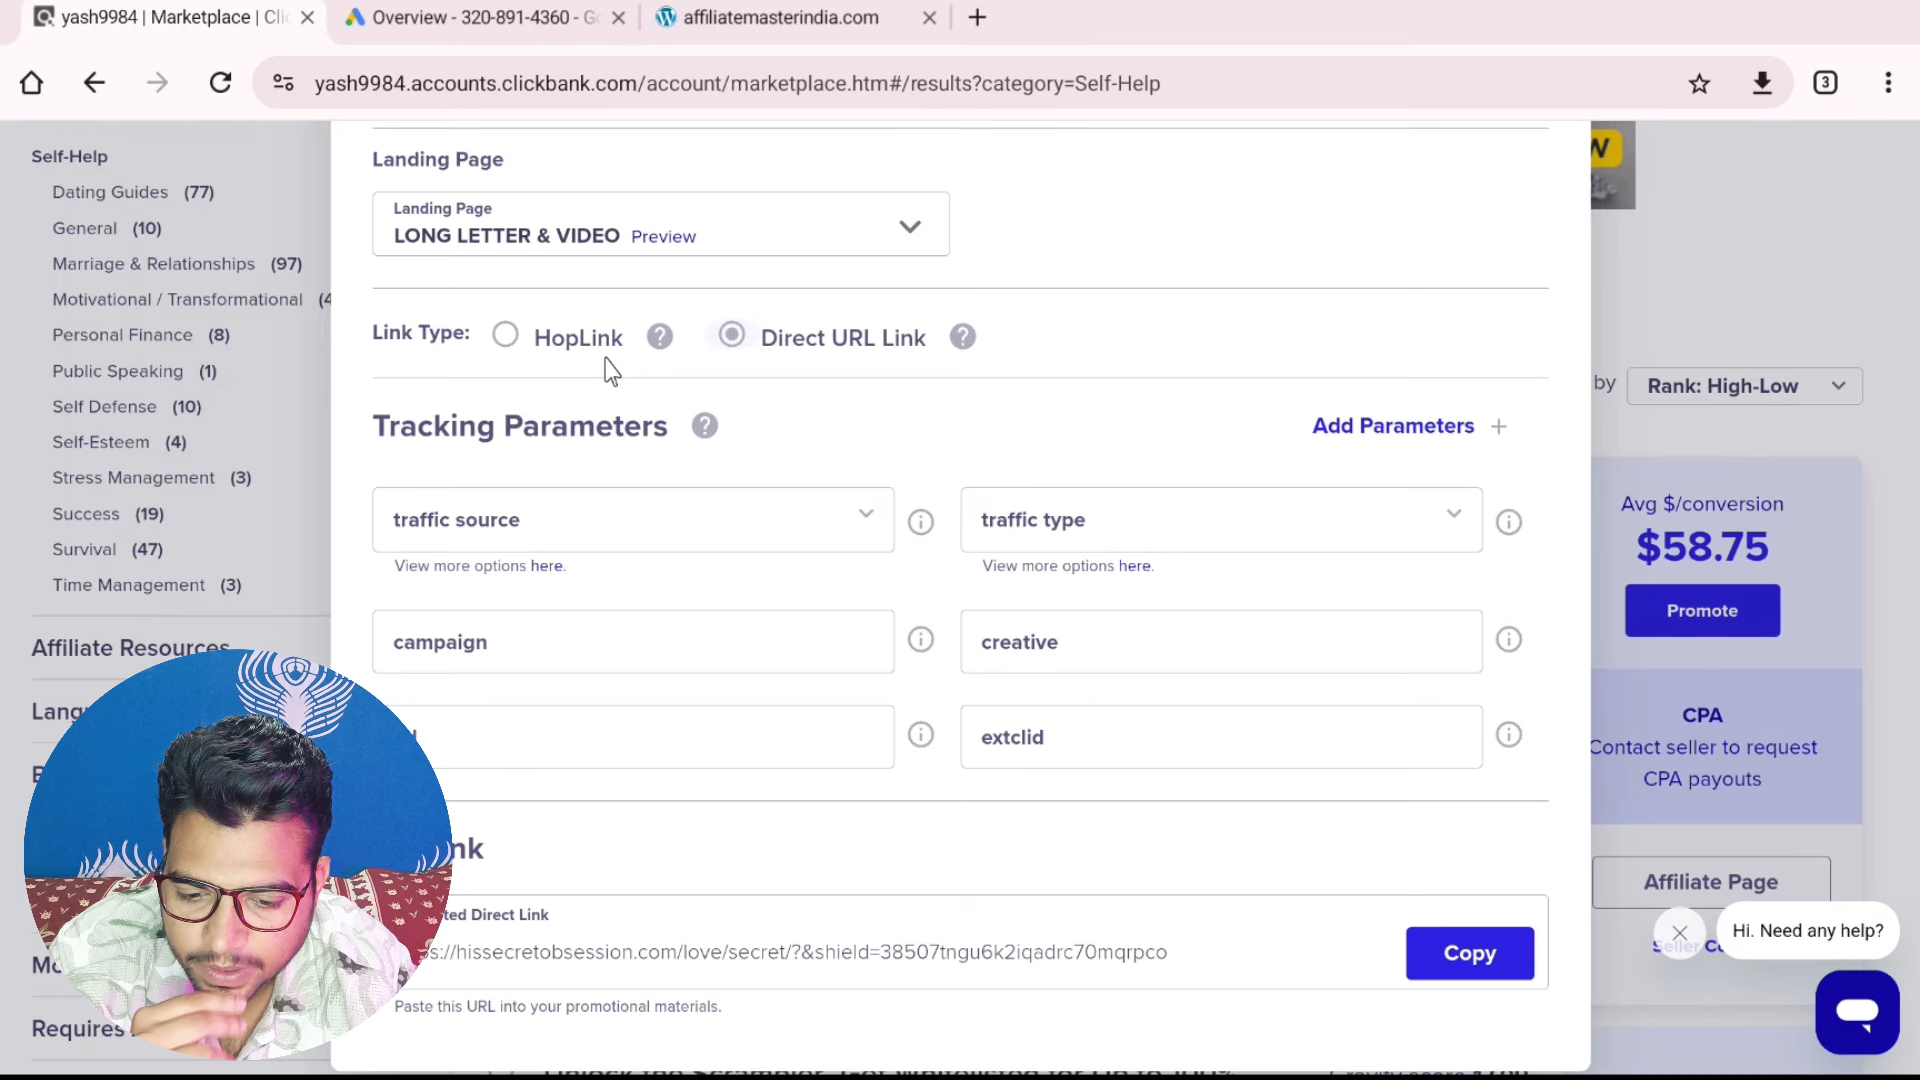 yash9984 | Marketplace | Cli
Overview - 320-891-4360 - Go
affiliatemasterindia.com
yash9984.accounts.clickbank.com/account/marketplace.htm#/results?category=Self-Help
3
Self-Help
Dating Guides (77)
General (10)
Marriage & Relationships (97)
Motivational / Transformational (4
Personal Finance (8)
Public Speaking (1)
Self Defense (10)
Self-Esteem (4)
Stress Management (3)
Success (19)
Survival (47)
Time Management (3)
Affiliate Resources
Requires
Landing Page
Landing Page
LONG LETTER & VIDEO Preview
Link Type: HopLink ? Direct URL Link ?
Tracking Parameters ? Add Parameters +
traffic source
traffic type
View more options here.
View more options here.
campaign
creative
extclid
ted Direct Link
s://hissecretobsession.com/love/secret/?&shield=38507tngu6k2iqadrc70mqrpco
Copy
Paste this URL into your promotional materials.
by Rank: High-Low
Avg $/conversion
$58.75
Promote
CPA
Contact seller to request
CPA payouts
Affiliate Page
Hi. Need any help?